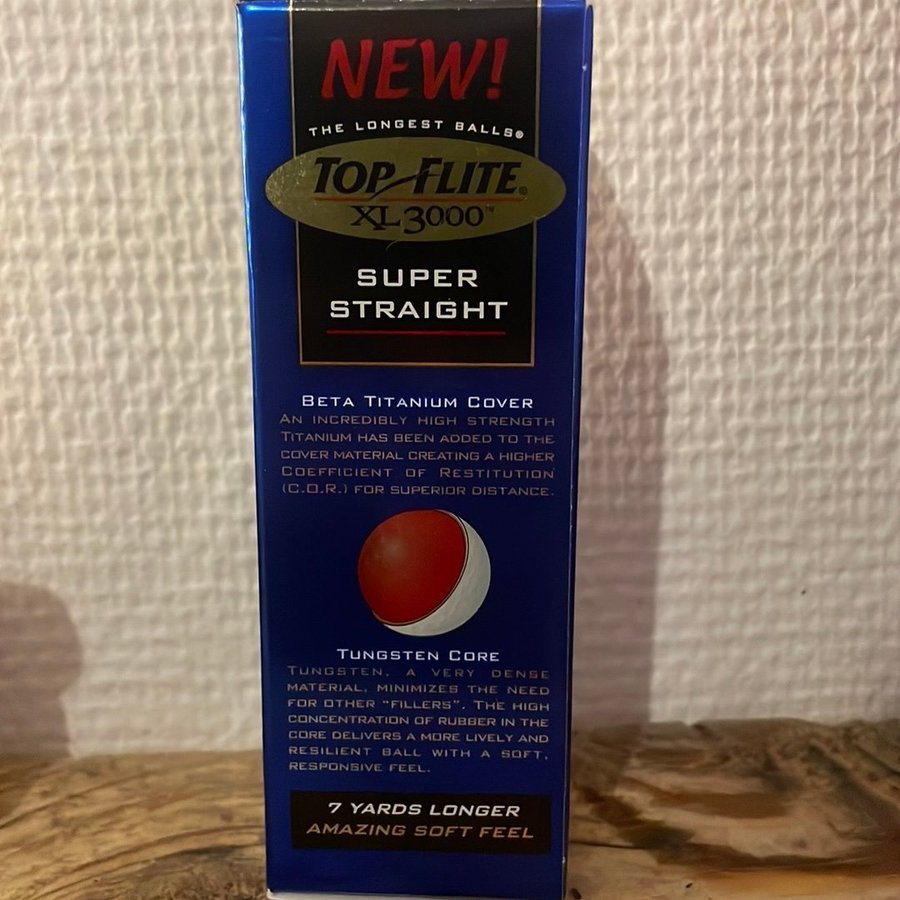 NEW!
THE LONGEST BALLS®
TOP FLITE®
XL3000™
SUPER
STRAIGHT
BETA TITANIUM COVER
AN INCREDIBLY HIGH STRENGTH
TITANIUM HAS BEEN ADDED TO THE
COVER MATERIAL CREATING A HIGHER
COEFFICIENT OF RESTITUTION
(C.O.R.) FOR SUPERIOR DISTANCE.
TUNGSTEN CORE
TUNGSTEN, A VERY DENSE
MATERIAL, MINIMIZES THE NEED
FOR OTHER "FILLERS". THE HIGH
CONCENTRATION OF RUBBER IN THE
CORE DELIVERS A MORE LIVELY AND
RESILIENT BALL WITH A SOFT,
RESPONSIVE FEEL.
7 YARDS LONGER
AMAZING SOFT FEEL